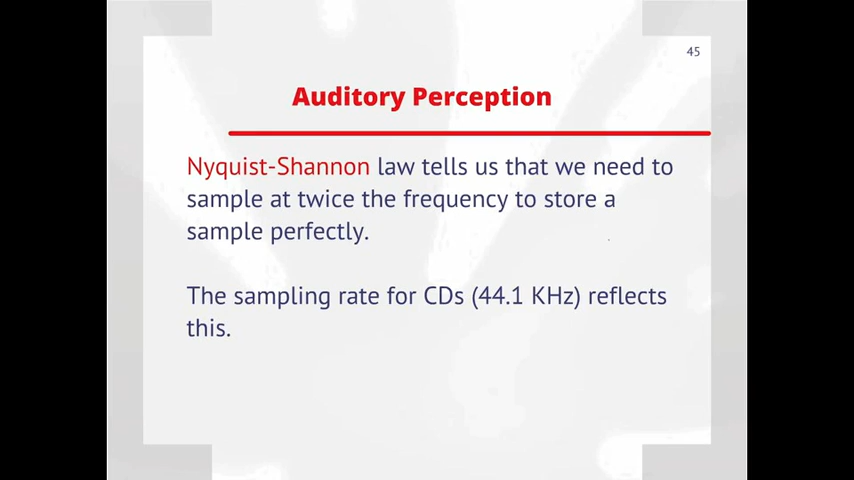 45
Auditory Perception
Nyquist-Shannon law tells us that we need to
sample at twice the frequency to store a
sample perfectly.
The sampling rate for CDs (44.1 KHz) reflects
this.